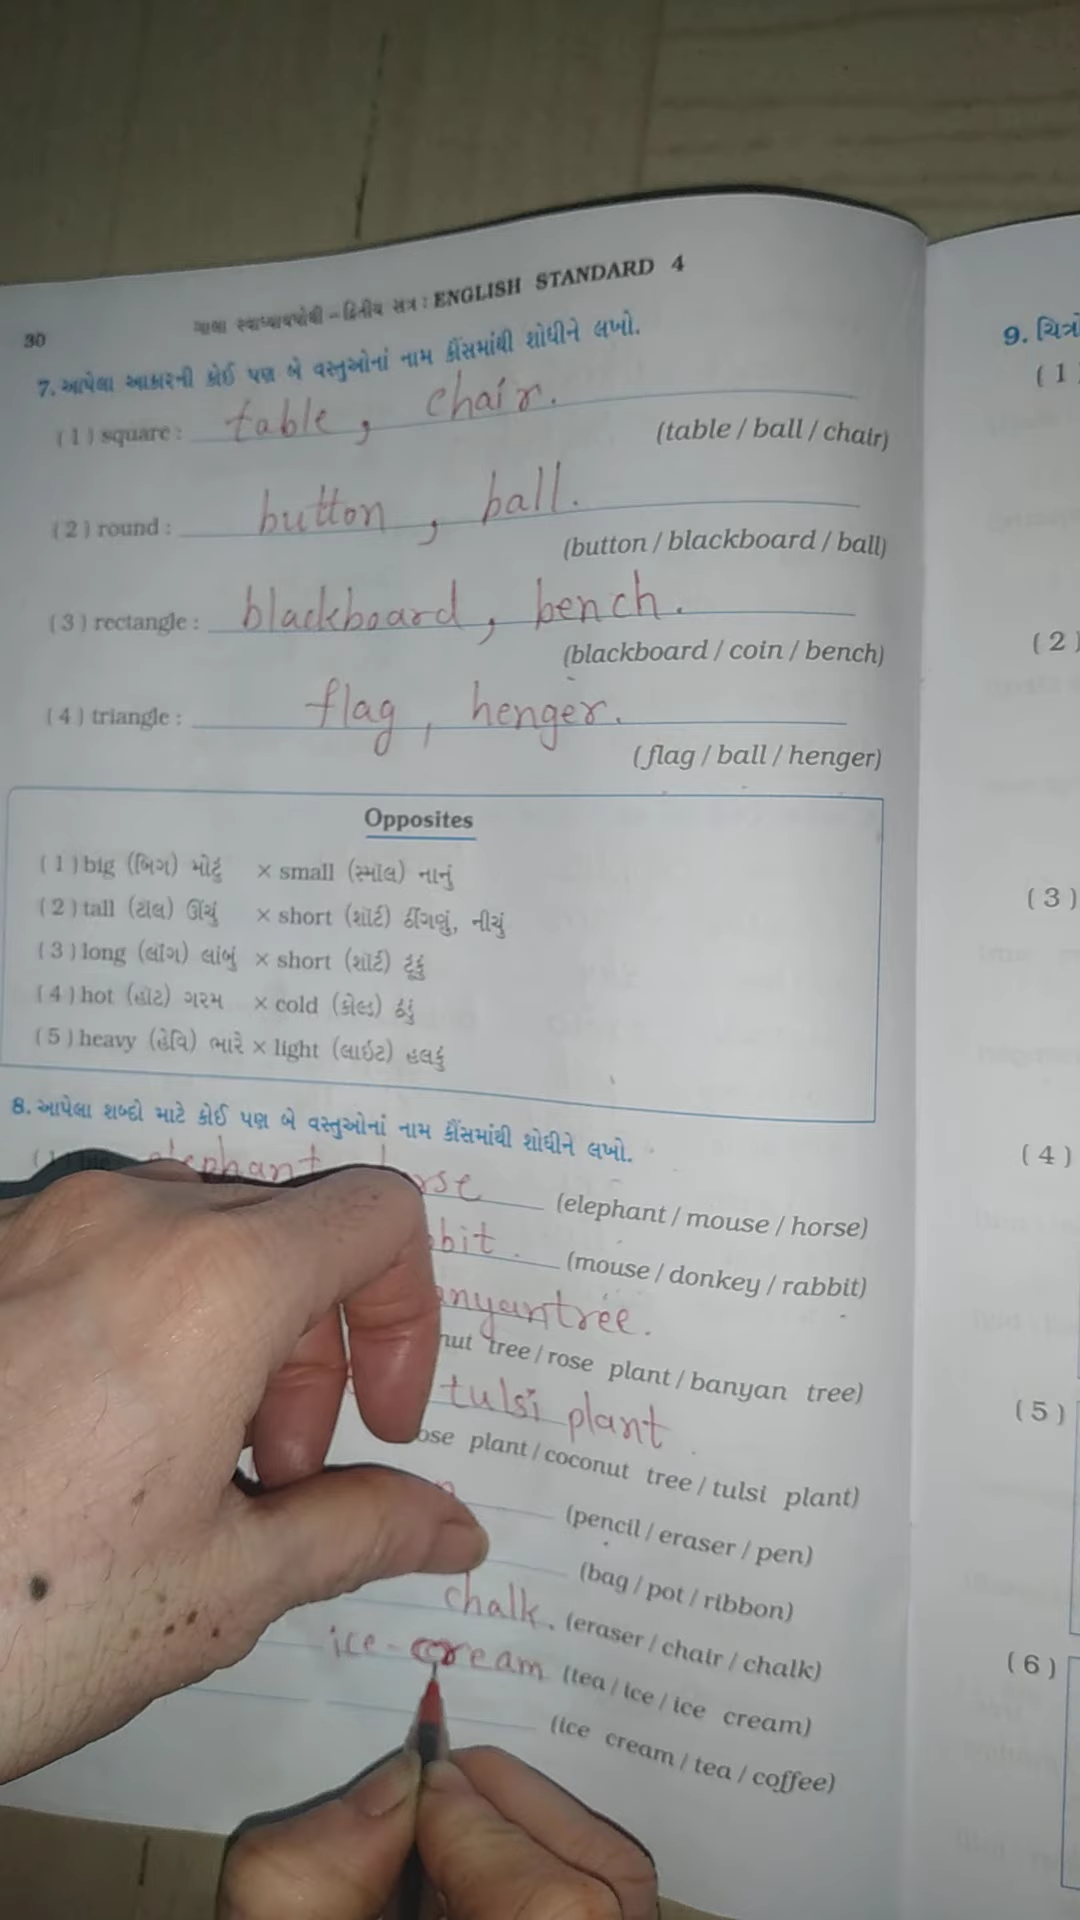 30
ગાલા સ્વાધ્યાયપોથી – દ્વિતીય સત્ર : ENGLISH STANDARD 4
7. આપેલા આકારની કોઈ પણ બે વસ્તુઓનાં નામ કૌંસમાંથી શોધીને લખો.
(1) square : table, chair.
(table / ball / chair)
(2) round : button, ball.
(button / blackboard / ball)
(3) rectangle : blackboard, bench.
(blackboard / coin / bench)
(4) triangle : flag, henger.
(flag / ball / henger)
Opposites
(1) big (બિગ) મોટું × small (સ્મૉલ) નાનું
(2) tall (ટૉલ) ઊંચું × short (શૉર્ટ) ઠીંગણું, નીચું
(3) long (લૉંગ) લાંબું × short (શૉર્ટ) ટૂંકું
(4) hot (હૉટ) ગરમ × cold (કોલ્ડ) ઠંડું
(5) heavy (હેવિ) ભારે × light (લાઇટ) હલકું
8. આપેલા શબ્દો માટે કોઈ પણ બે વસ્તુઓનાં નામ કૌંસમાંથી શોધીને લખો.
elephant (elephant / mouse / horse)
(mouse / donkey / rabbit)
tree / rose plant / banyan tree)
tulsi plant
plant / coconut tree / tulsi plant)
(pencil / eraser / pen)
(bag / pot / ribbon)
chalk. (eraser / chair / chalk)
ice-cream (tea / ice / ice cream)
(ice cream / tea / coffee)
9. ચિત્રો
(1
(2)
(3)
(4)
(5)
(6)